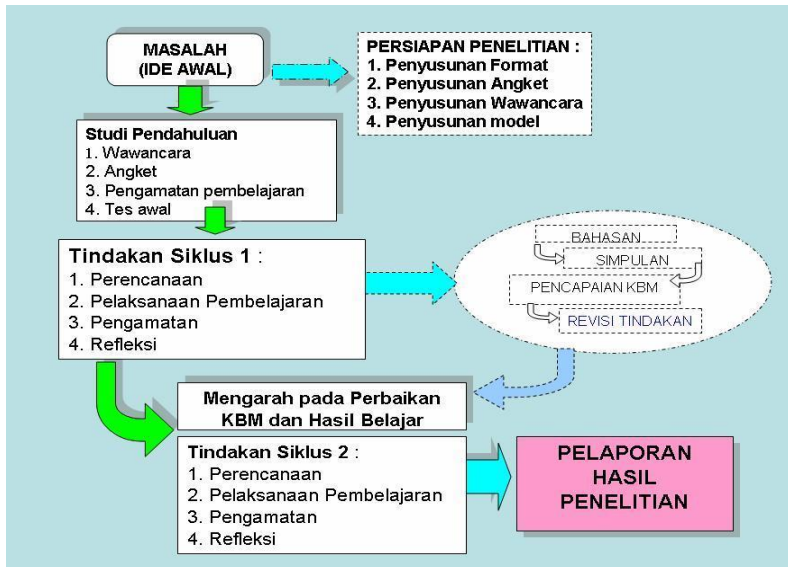 MASALAH
(IDE AWAL)
PERSIAPAN PENELITIAN :
1. Penyusunan Format
2. Penyusunan Angket
3. Penyusunan Wawancara
4. Penyusunan model
Studi Pendahuluan
1. Wawancara
2. Angket
3. Pengamatan pembelajaran
4. Tes awal
Tindakan Siklus 1 :
1. Perencanaan
2. Pelaksanaan Pembelajaran
3. Pengamatan
4. Refleksi
BAHASAN
SIMPULAN
PENCAPAIAN KBM
REVISI TINDAKAN
Mengarah pada Perbaikan
KBM dan Hasil Belajar
Tindakan Siklus 2 :
1. Perencanaan
2. Pelaksanaan Pembelajaran
3. Pengamatan
4. Refleksi
PELAPORAN
HASIL
PENELITIAN